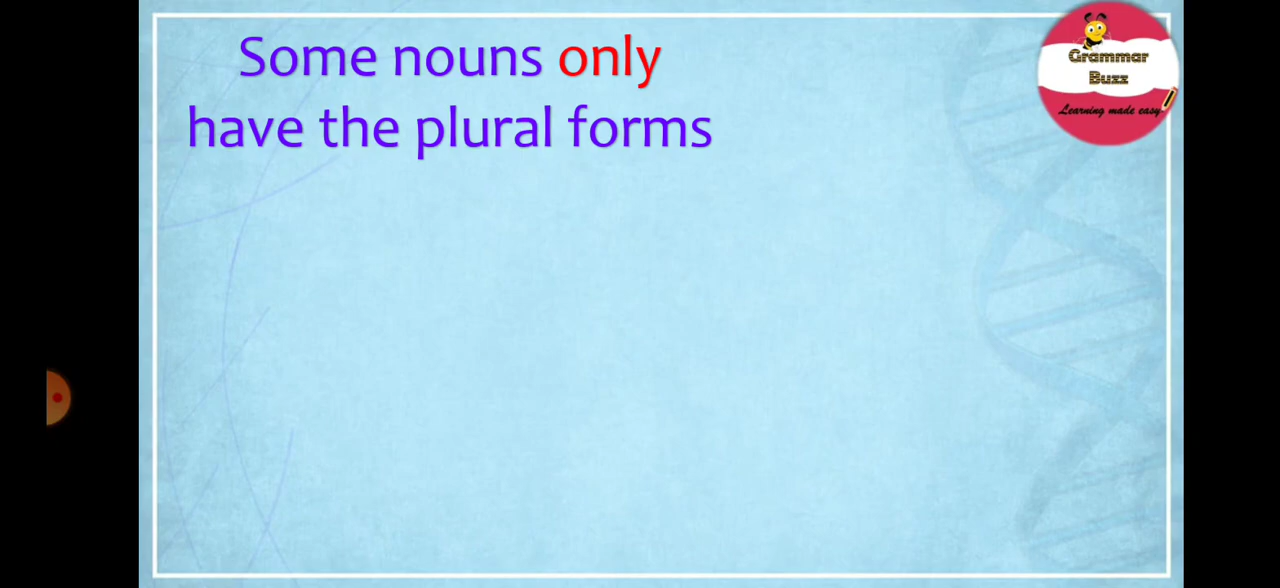 Some nouns only
have the plural forms
Grammar
Buzz
Learning made easy